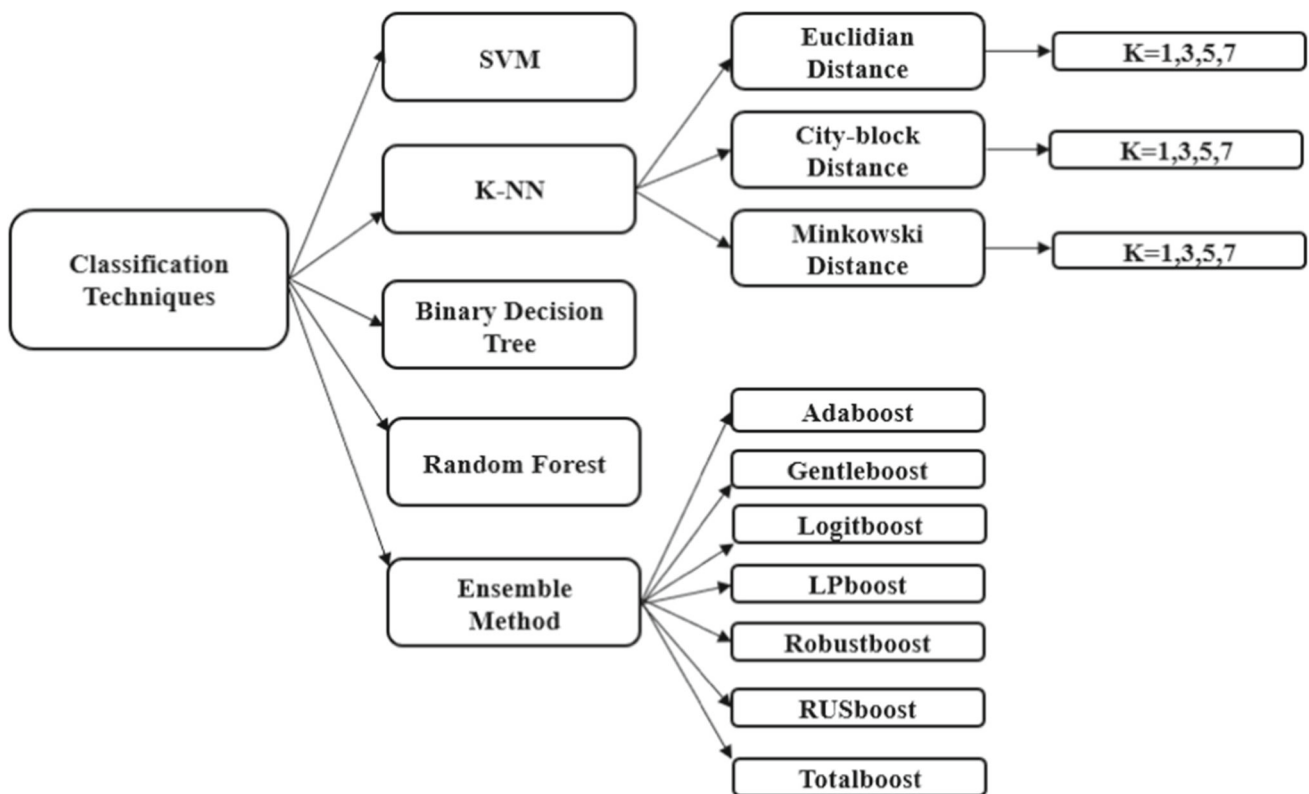 Classification
Techniques
SVM
K-NN
Binary Decision
Tree
Random Forest
Ensemble
Method
Euclidian
Distance
City-block
Distance
Minkowski
Distance
K=1,3,5,7
K=1,3,5,7
K=1,3,5,7
Adaboost
Gentleboost
Logitboost
LPboost
Robustboost
RUSboost
Totalboost